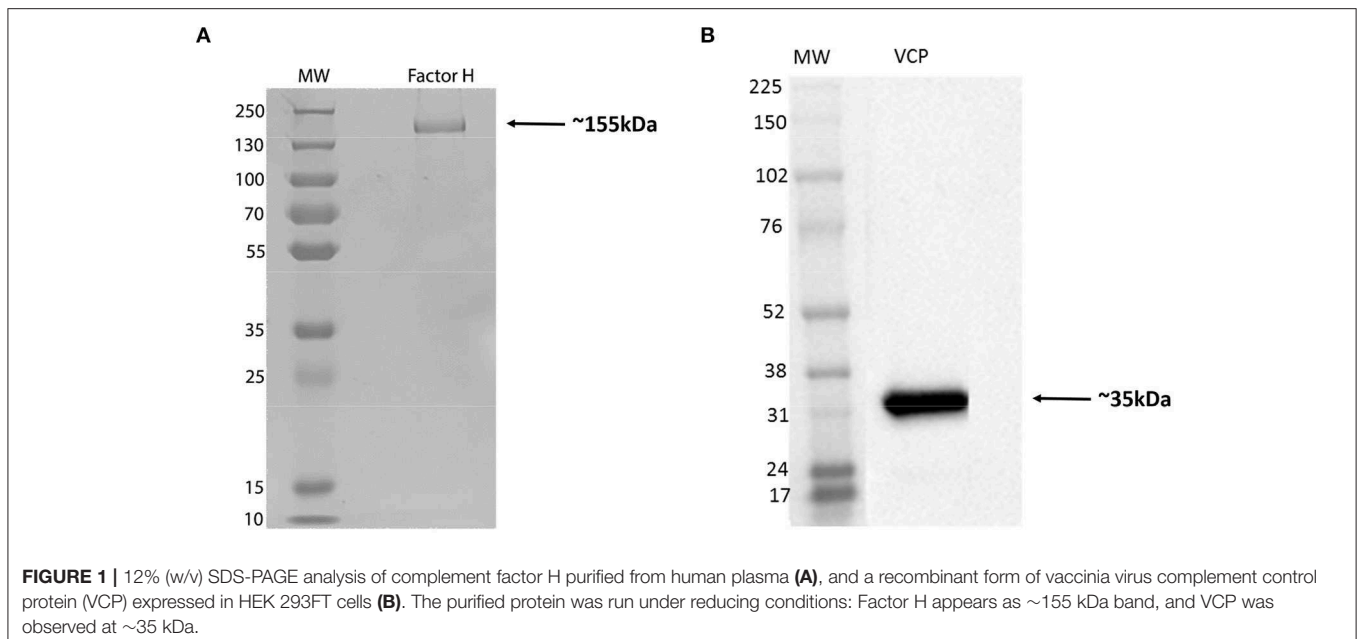 A
MW Factor H
250
130
100
70
55
35
25
15
10
~155kDa
B
MW VCP
225
150
102
76
52
38
31
24
17
~35kDa
FIGURE 1 | 12% (w/v) SDS-PAGE analysis of complement factor H purified from human plasma (A), and a recombinant form of vaccinia virus complement control
protein (VCP) expressed in HEK 293FT cells (B). The purified protein was run under reducing conditions: Factor H appears as ~155 kDa band, and VCP was
observed at ~35 kDa.